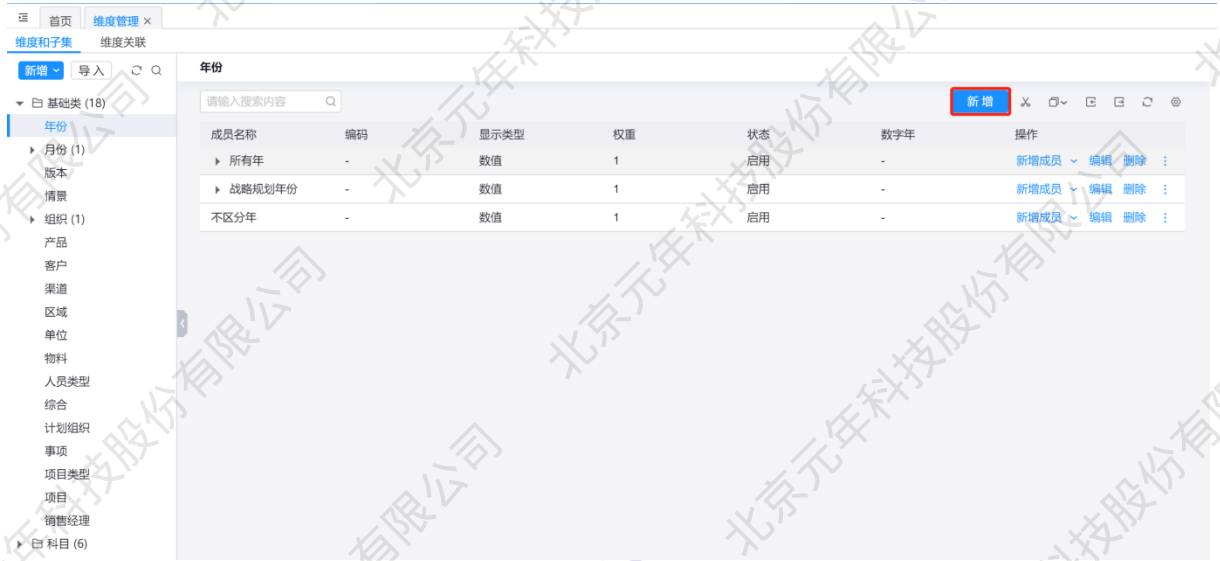 首页
维度管理 ×
维度和子集
维度关联
新增
导入
年份
请输入搜索内容
新增
基础类 (18)
年份
月份 (1)
版本
情景
组织 (1)
产品
客户
渠道
区域
单位
物料
人员类型
综合
计划组织
事项
项目类型
项目
销售经理
科目 (6)
成员名称 编码 显示类型 权重 状态 数字年 操作
所有年 - 数值 1 启用 - 新增成员 编辑 删除
战略规划年份 - 数值 1 启用 - 新增成员 编辑 删除
不区分年 - 数值 1 启用 - 新增成员 编辑 删除
北京元年科技股份有限公司